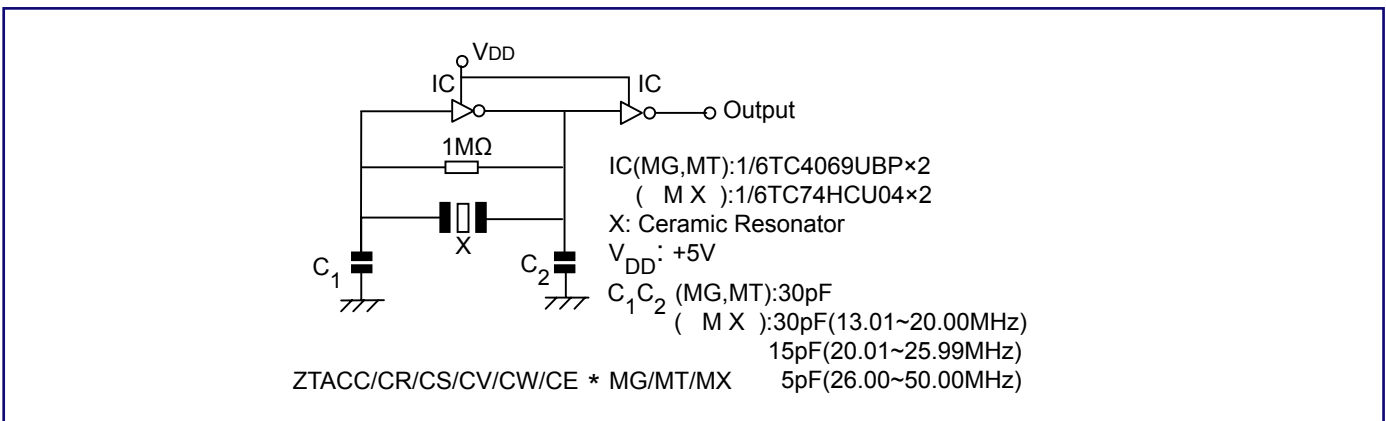 VDD
IC
IC
Output
1MΩ
IC(MG,MT):1/6TC4069UBP×2
( M X ):1/6TC74HCU04×2
X: Ceramic Resonator
X
VDD: +5V
C1
C2
C1C2 (MG,MT):30pF
( M X ):30pF(13.01~20.00MHz)
15pF(20.01~25.99MHz)
ZTACC/CR/CS/CV/CW/CE * MG/MT/MX 5pF(26.00~50.00MHz)